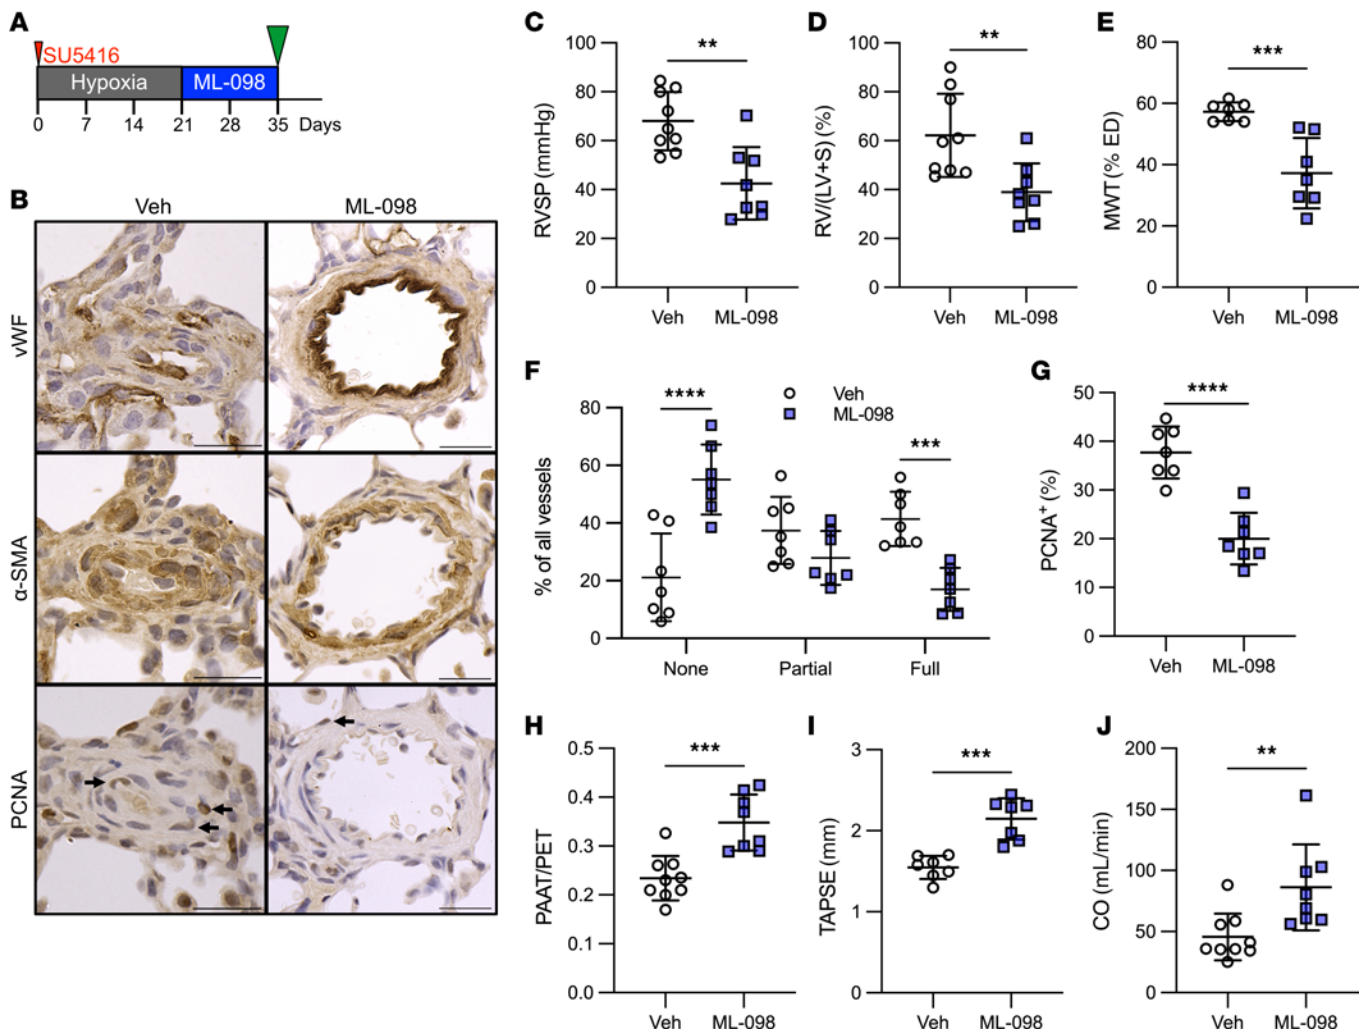 A
SU5416
Hypoxia
ML-098
0 7 14 21 28 35 Days
B
Veh
ML-098
vWF
α-SMA
PCNA
C
RVSP (mmHg)
100
80
60
40
20
0
**
Veh
ML-098
D
RV/(LV+S) (%)
100
80
60
40
20
0
**
Veh
ML-098
E
MWT (% ED)
80
60
40
20
0
***
Veh
ML-098
F
% of all vessels
80
60
40
20
0
****
***
Veh
ML-098
None
Partial
Full
G
PCNA+ (%)
50
40
30
20
10
0
****
Veh
ML-098
H
PAAT/PET
0.5
0.4
0.3
0.2
0.1
0.0
***
Veh
ML-098
I
TAPSE (mm)
3
2
1
0
***
Veh
ML-098
J
CO (mL/min)
200
150
100
50
0
**
Veh
ML-098